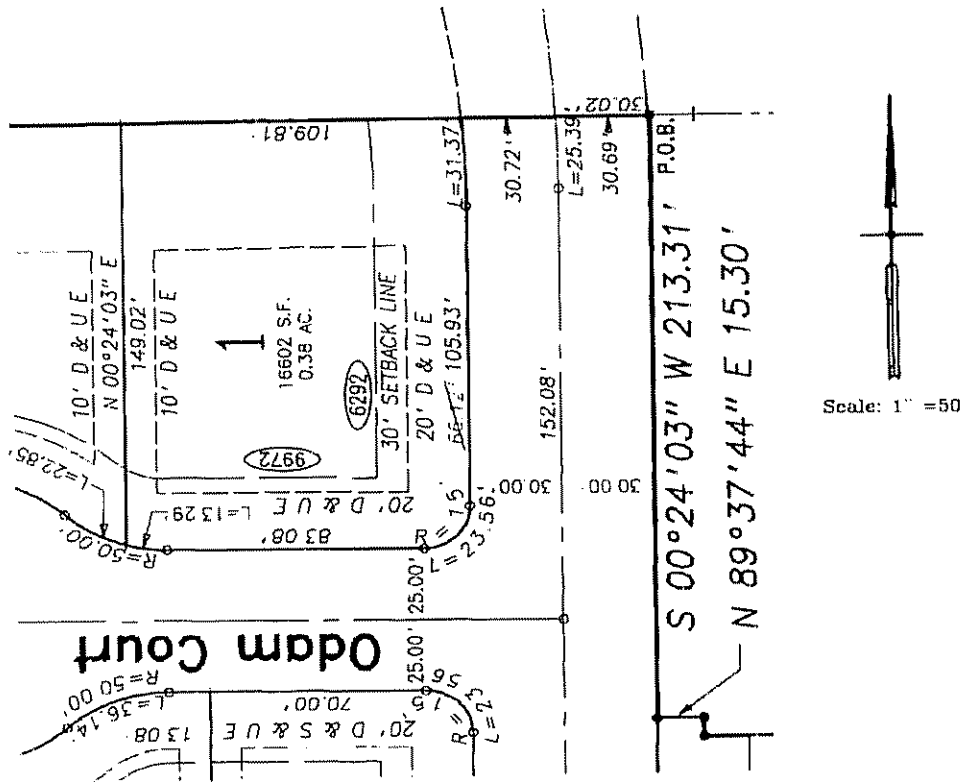 30.02'
109.81'
L=31.37'
30.72'
L=25.39'
30.69'
P.O.B.
10' D & U E
N 00°24'03" E
149.02'
10' D & U E
1
16602 S.F.
0.38 AC.
6292
30' SETBACK LINE
20' D & U E
105.93'
152.08'
S 00°24'03" W 213.31'
N 89°37'44" E 15.30'
Scale: 1" =50
9972
L=22.85'
R=50.00'
L=13 29'
20' D & U E
83 08'
R = 15'
L = 23.56'
30.00'
30 00'
25.00'
25.00'
Odam Court
R=50 00'
L=36.14'
13 08'
70.00'
20' D & S & U E
R = 15'
L=23 56